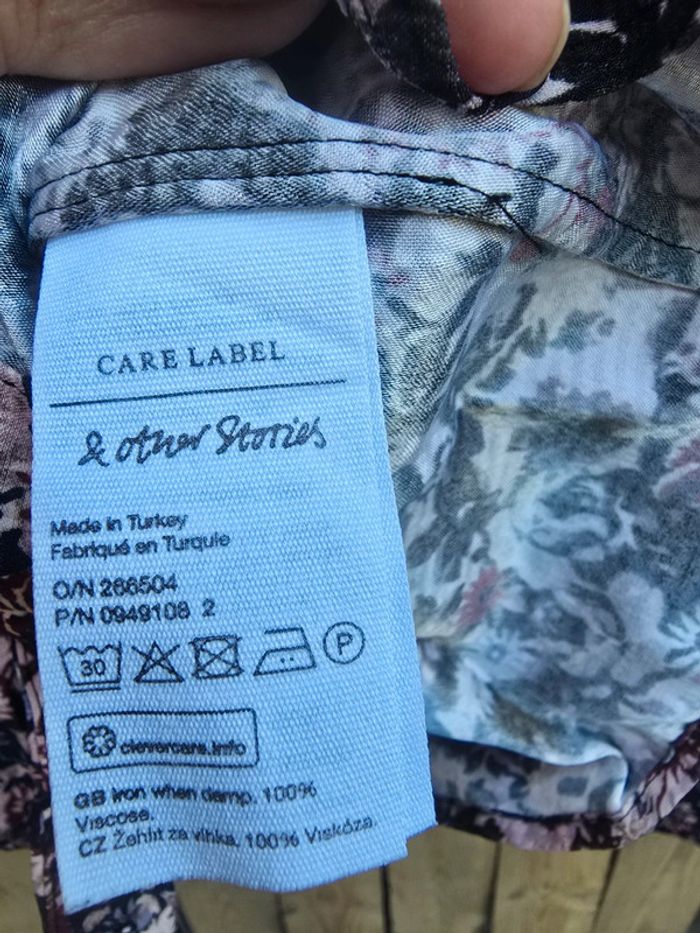 CARE LABEL
& other Stories
Made in Turkey
Fabriqué en Turquie
O/N 266504
P/N 0949108 2
30 P
clevercare.info
GB Iron when damp. 100%
Viscose.
CZ Žehlit za vlhka. 100% Viskóza.